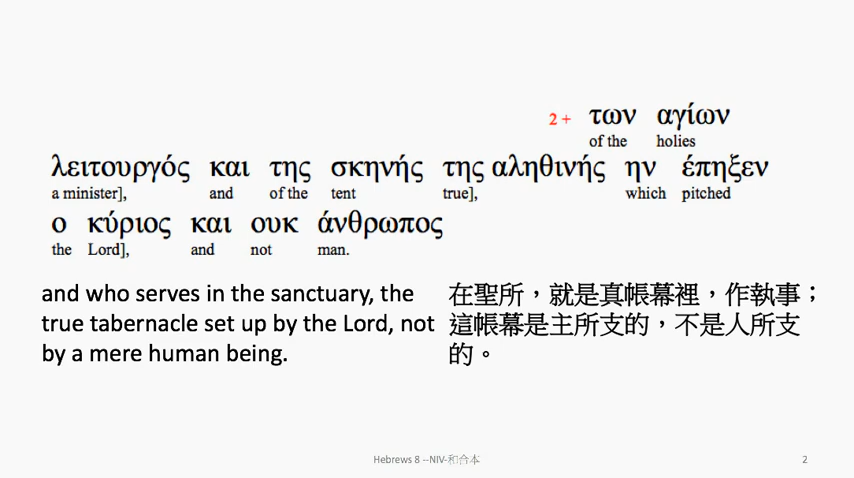 2 + των αγίων
of the holies
λειτουργός και της σκηνής της αληθινής ην έπηξεν
a minister], and of the tent true], which pitched
ο κύριος και ουκ άνθρωπος
the Lord], and not man.
and who serves in the sanctuary, the
true tabernacle set up by the Lord, not
by a mere human being.
在聖所，就是真帳幕裡，作執事；
這帳幕是主所支的，不是人所支
的。
Hebrews 8 --NIV-和合本
2